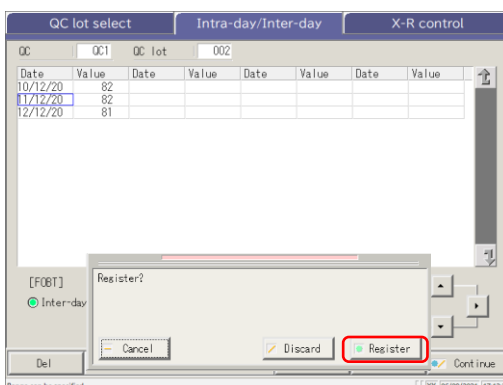 QC lot select Intra-day/Inter-day X-R control
QC QC1 QC lot 002
Date Value Date Value Date Value Date Value
10/12/20 82
11/12/20 82
12/12/20 81
[FOBT]
Register?
Inter-day
Cancel Discard Register
Del Continue